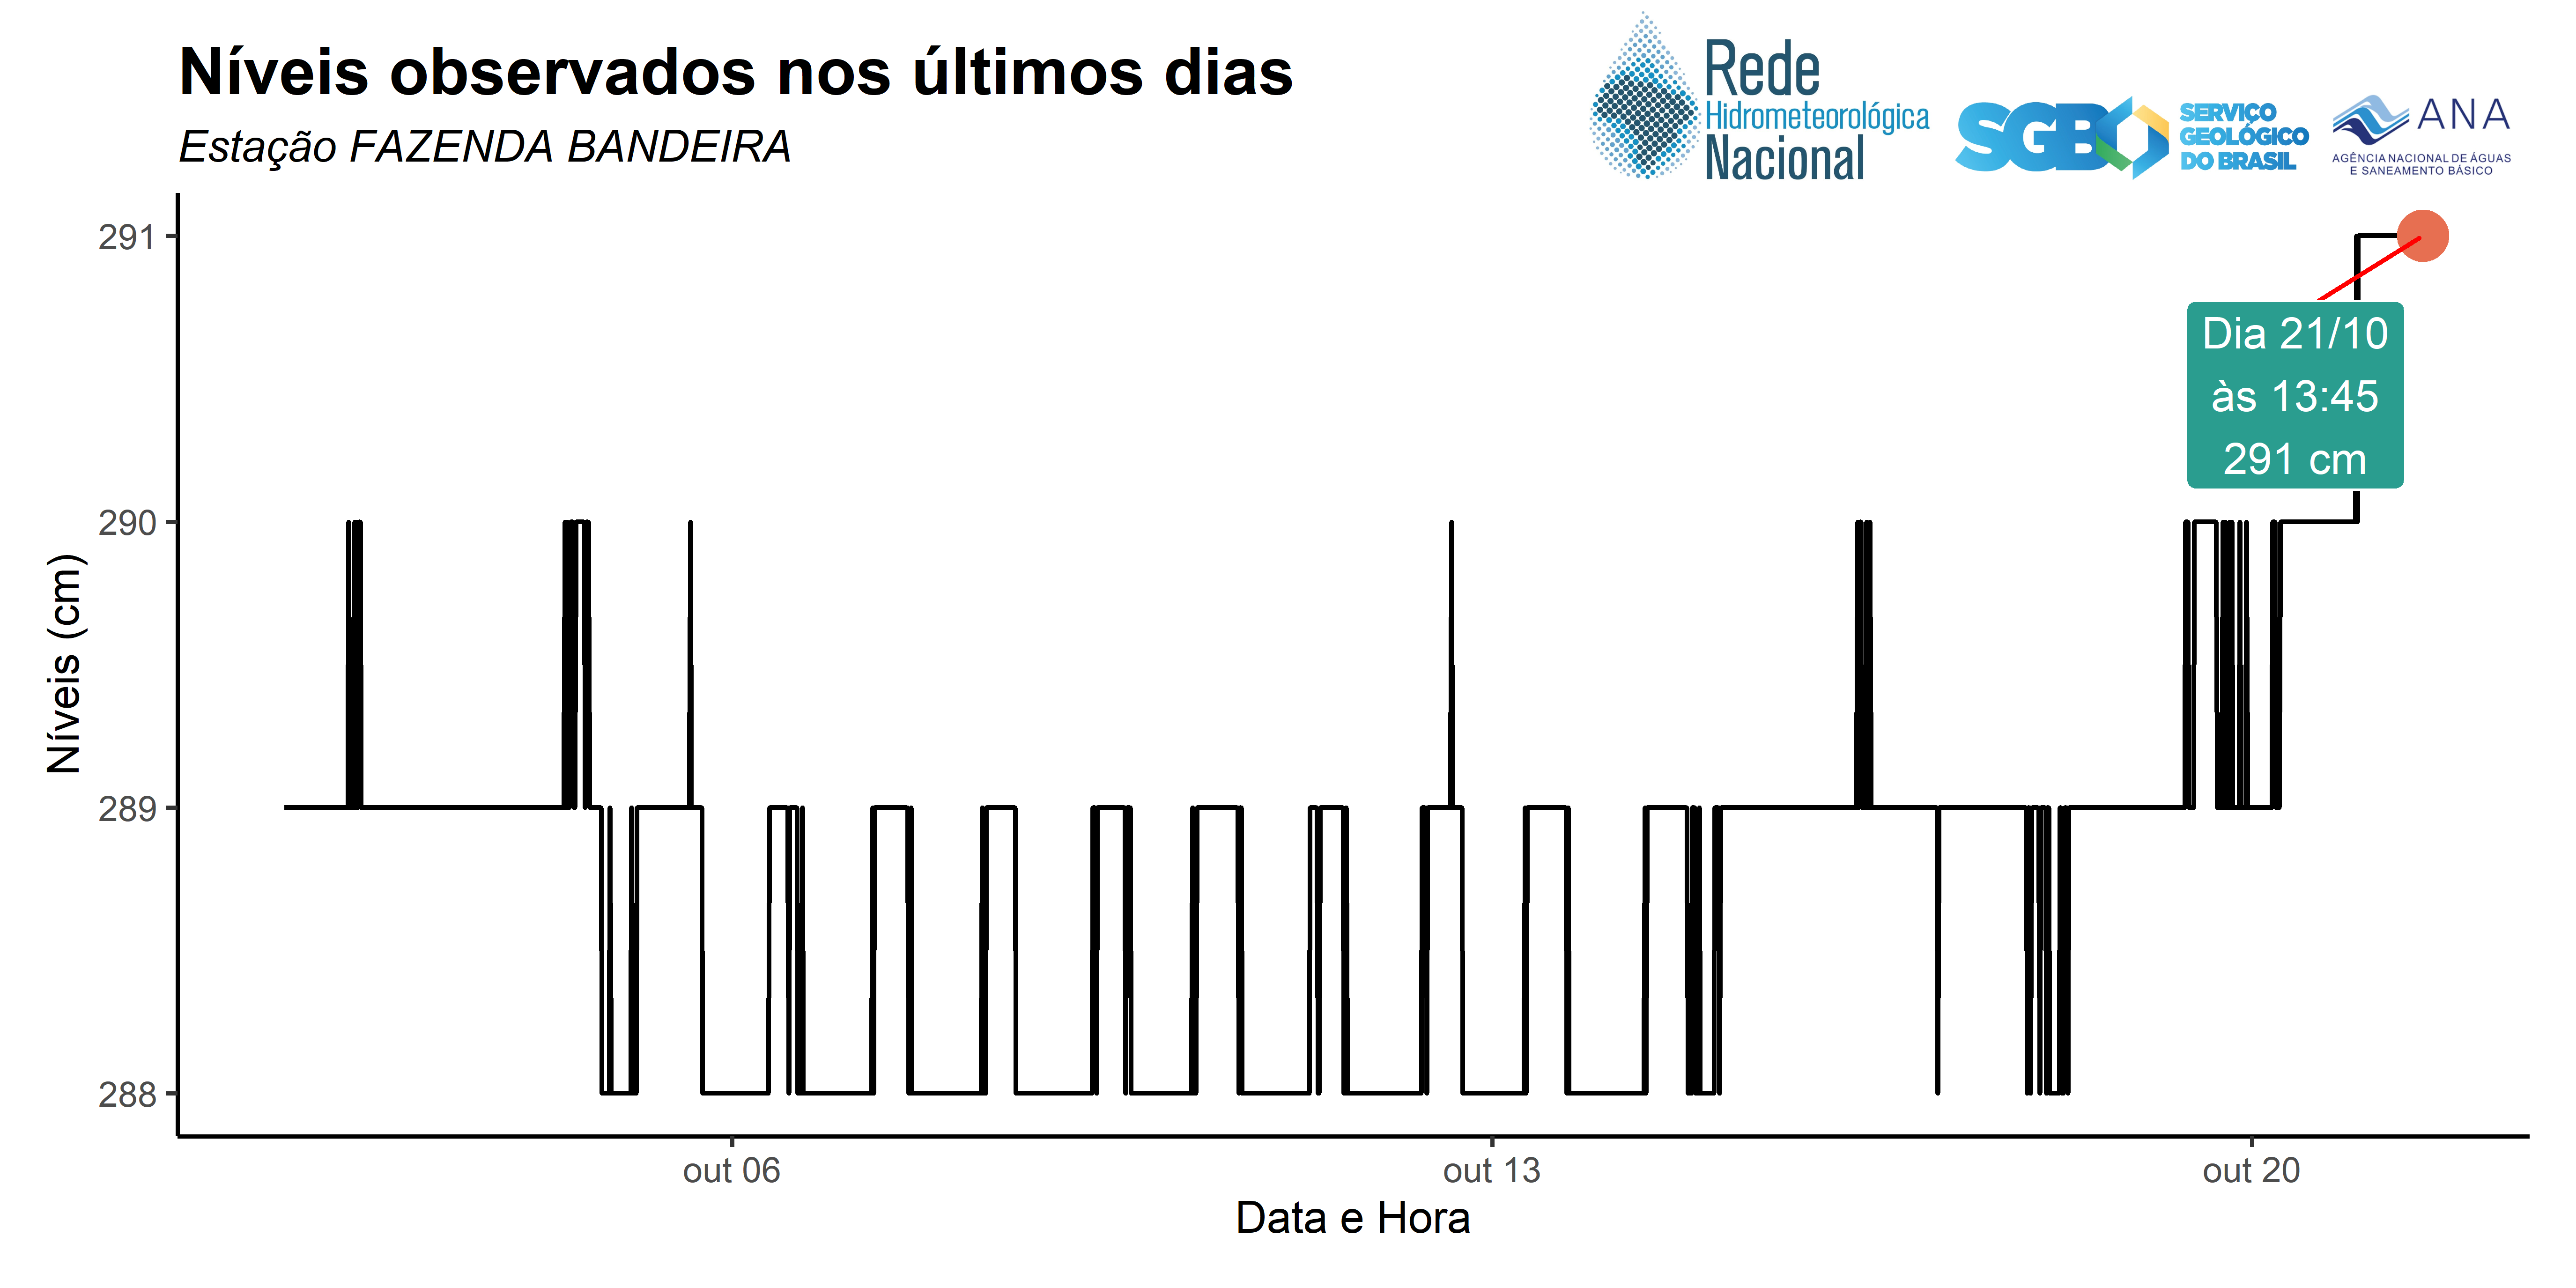 Níveis observados nos últimos dias
Estação FAZENDA BANDEIRA
Rede
Hidrometeorológica
Nacional
SGB
SERVIÇO
GEOLÓGICO
DO BRASIL
ANA
AGÊNCIA NACIONAL DE ÁGUAS
E SANEAMENTO BÁSICO
291
290
289
288
Níveis (cm)
Dia 21/10
às 13:45
291 cm
out 06
out 13
out 20
Data e Hora